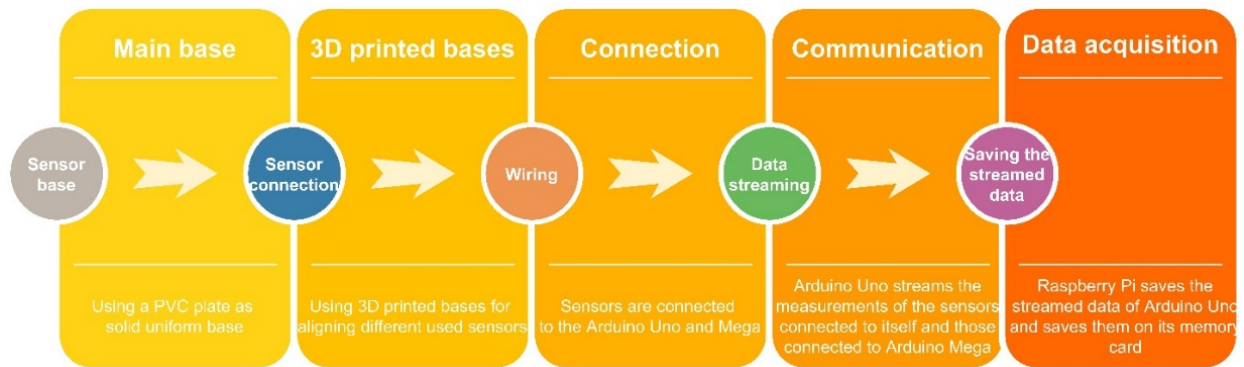 Main base
3D printed bases
Connection
Communication
Data acquisition
Sensor
base
Sensor
connection
Wiring
Data
streaming
Saving the
streamed
data
Using a PVC plate as
solid uniform base
Using 3D printed bases for
aligning different used sensors
Sensors are connected
to the Arduino Uno and Mega
Arduino Uno streams the
measurements of the sensors
connected to itself and those
connected to Arduino Mega
Raspberry Pi saves the
streamed data of Arduino Uno
and saves them on its memory
card